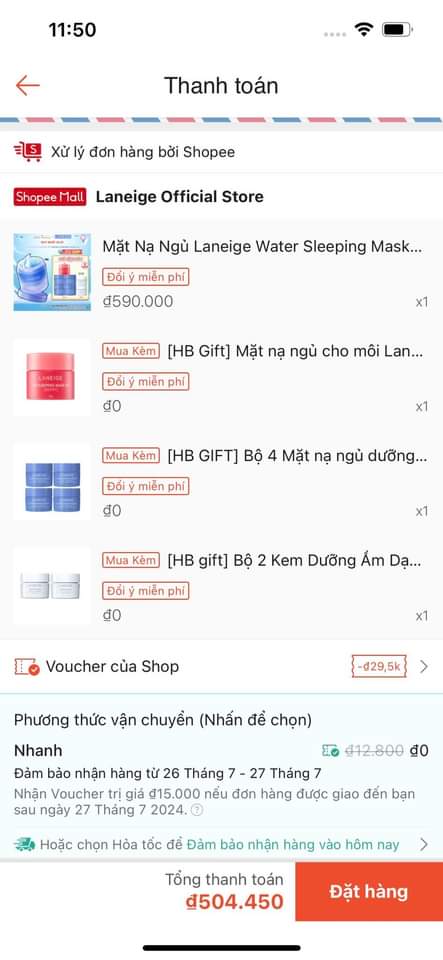 11:50
Thanh toán
Xử lý đơn hàng bởi Shopee
Shopee Mall Laneige Official Store
Mặt Nạ Ngủ Laneige Water Sleeping Mask...
Đổi ý miễn phí
₫590.000 x1
Mua Kèm [HB Gift] Mặt nạ ngủ cho môi Lan...
Đổi ý miễn phí
₫0 x1
Mua Kèm [HB GIFT] Bộ 4 Mặt nạ ngủ dưỡng...
Đổi ý miễn phí
₫0 x1
Mua Kèm [HB gift] Bộ 2 Kem Dưỡng Ẩm Dạ...
Đổi ý miễn phí
₫0 x1
Voucher của Shop -₫29,5k
Phương thức vận chuyển (Nhấn để chọn)
Nhanh ₫12.800 ₫0
Đảm bảo nhận hàng từ 26 Tháng 7 - 27 Tháng 7
Nhận Voucher trị giá ₫15.000 nếu đơn hàng được giao đến bạn
sau ngày 27 Tháng 7 2024. ?
Hoặc chọn Hỏa tốc để Đảm bảo nhận hàng vào hôm nay
Tổng thanh toán
₫504.450
Đặt hàng